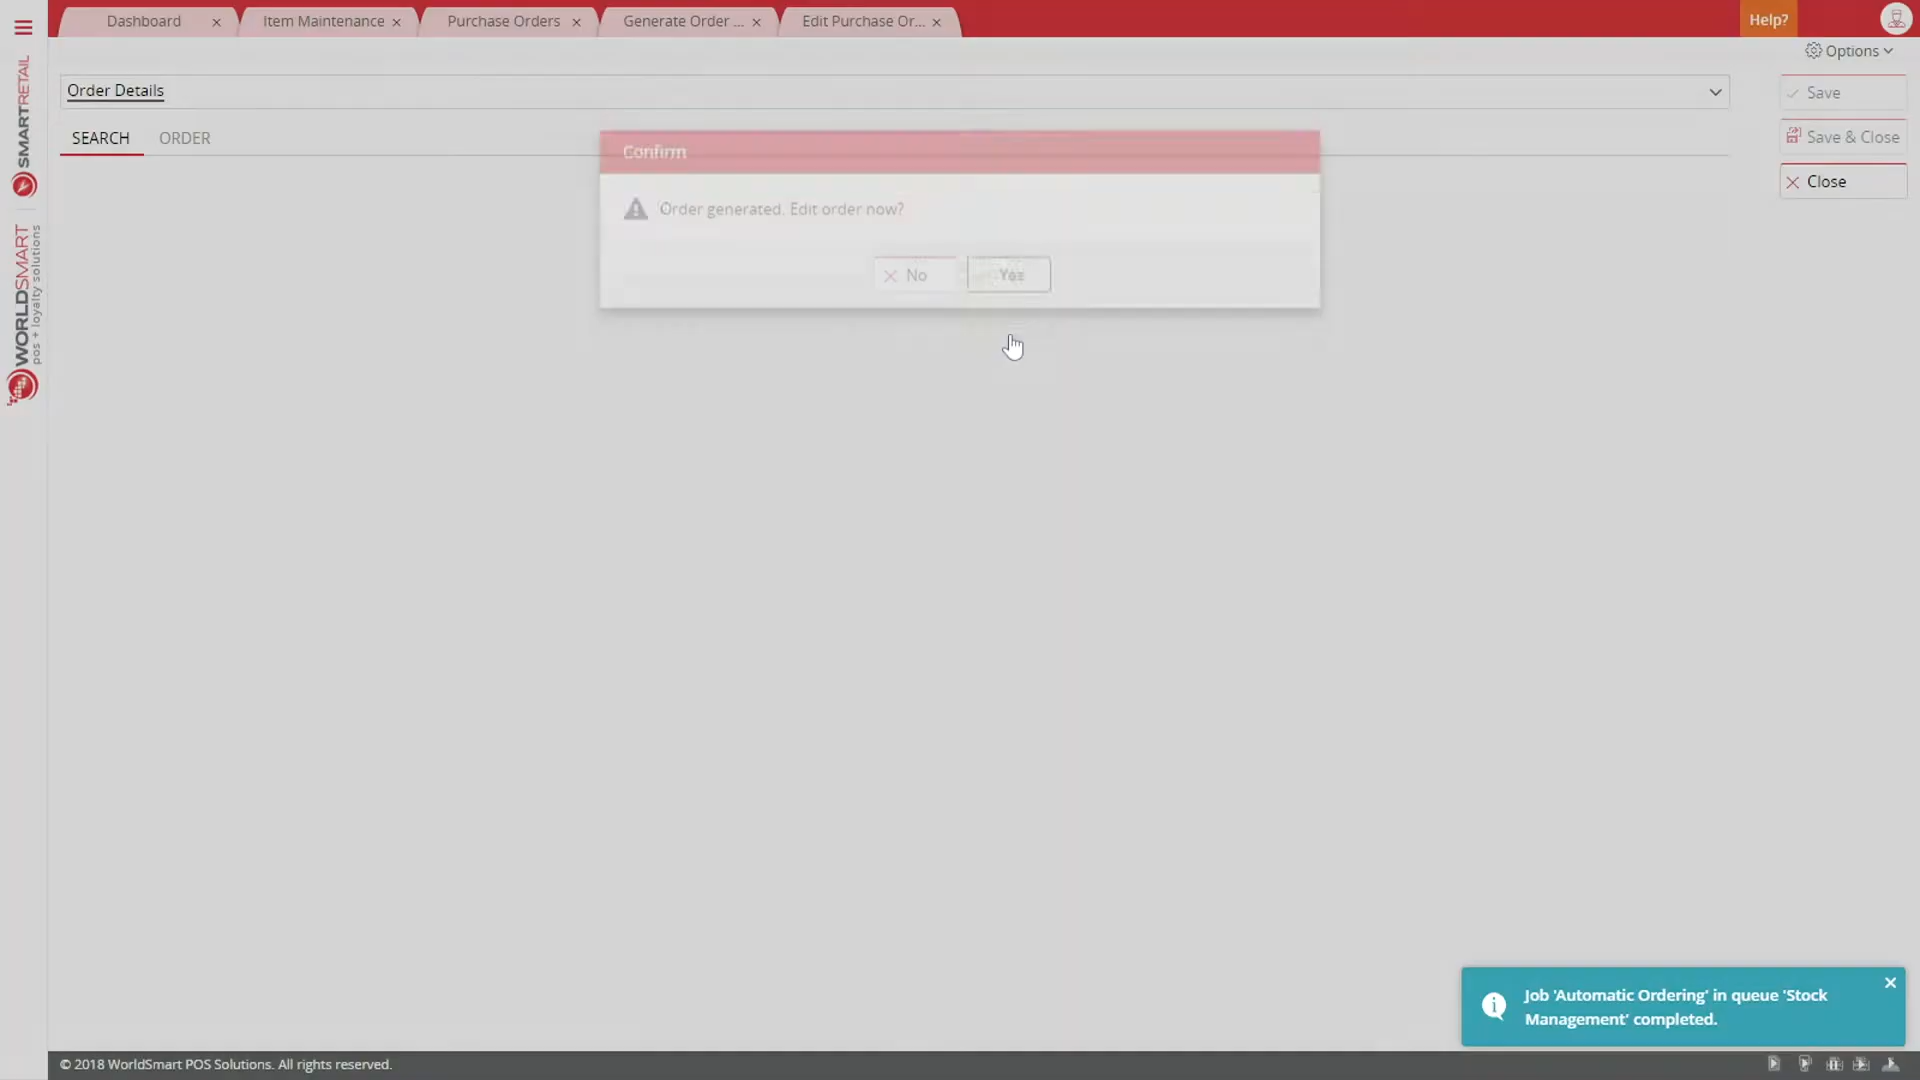 Dashboard
Item Maintenance
Purchase Orders
Generate Order ...
Edit Purchase Or...
Help?
Options
Order Details
Save
SEARCH
ORDER
Save & Close
Confirm
Close
Order generated. Edit order now?
No
Yes
SMARTRETAIL
WORLDSMART
pos + loyalty solutions
Job 'Automatic Ordering' in queue 'Stock
Management' completed.
© 2018 WorldSmart POS Solutions. All rights reserved.